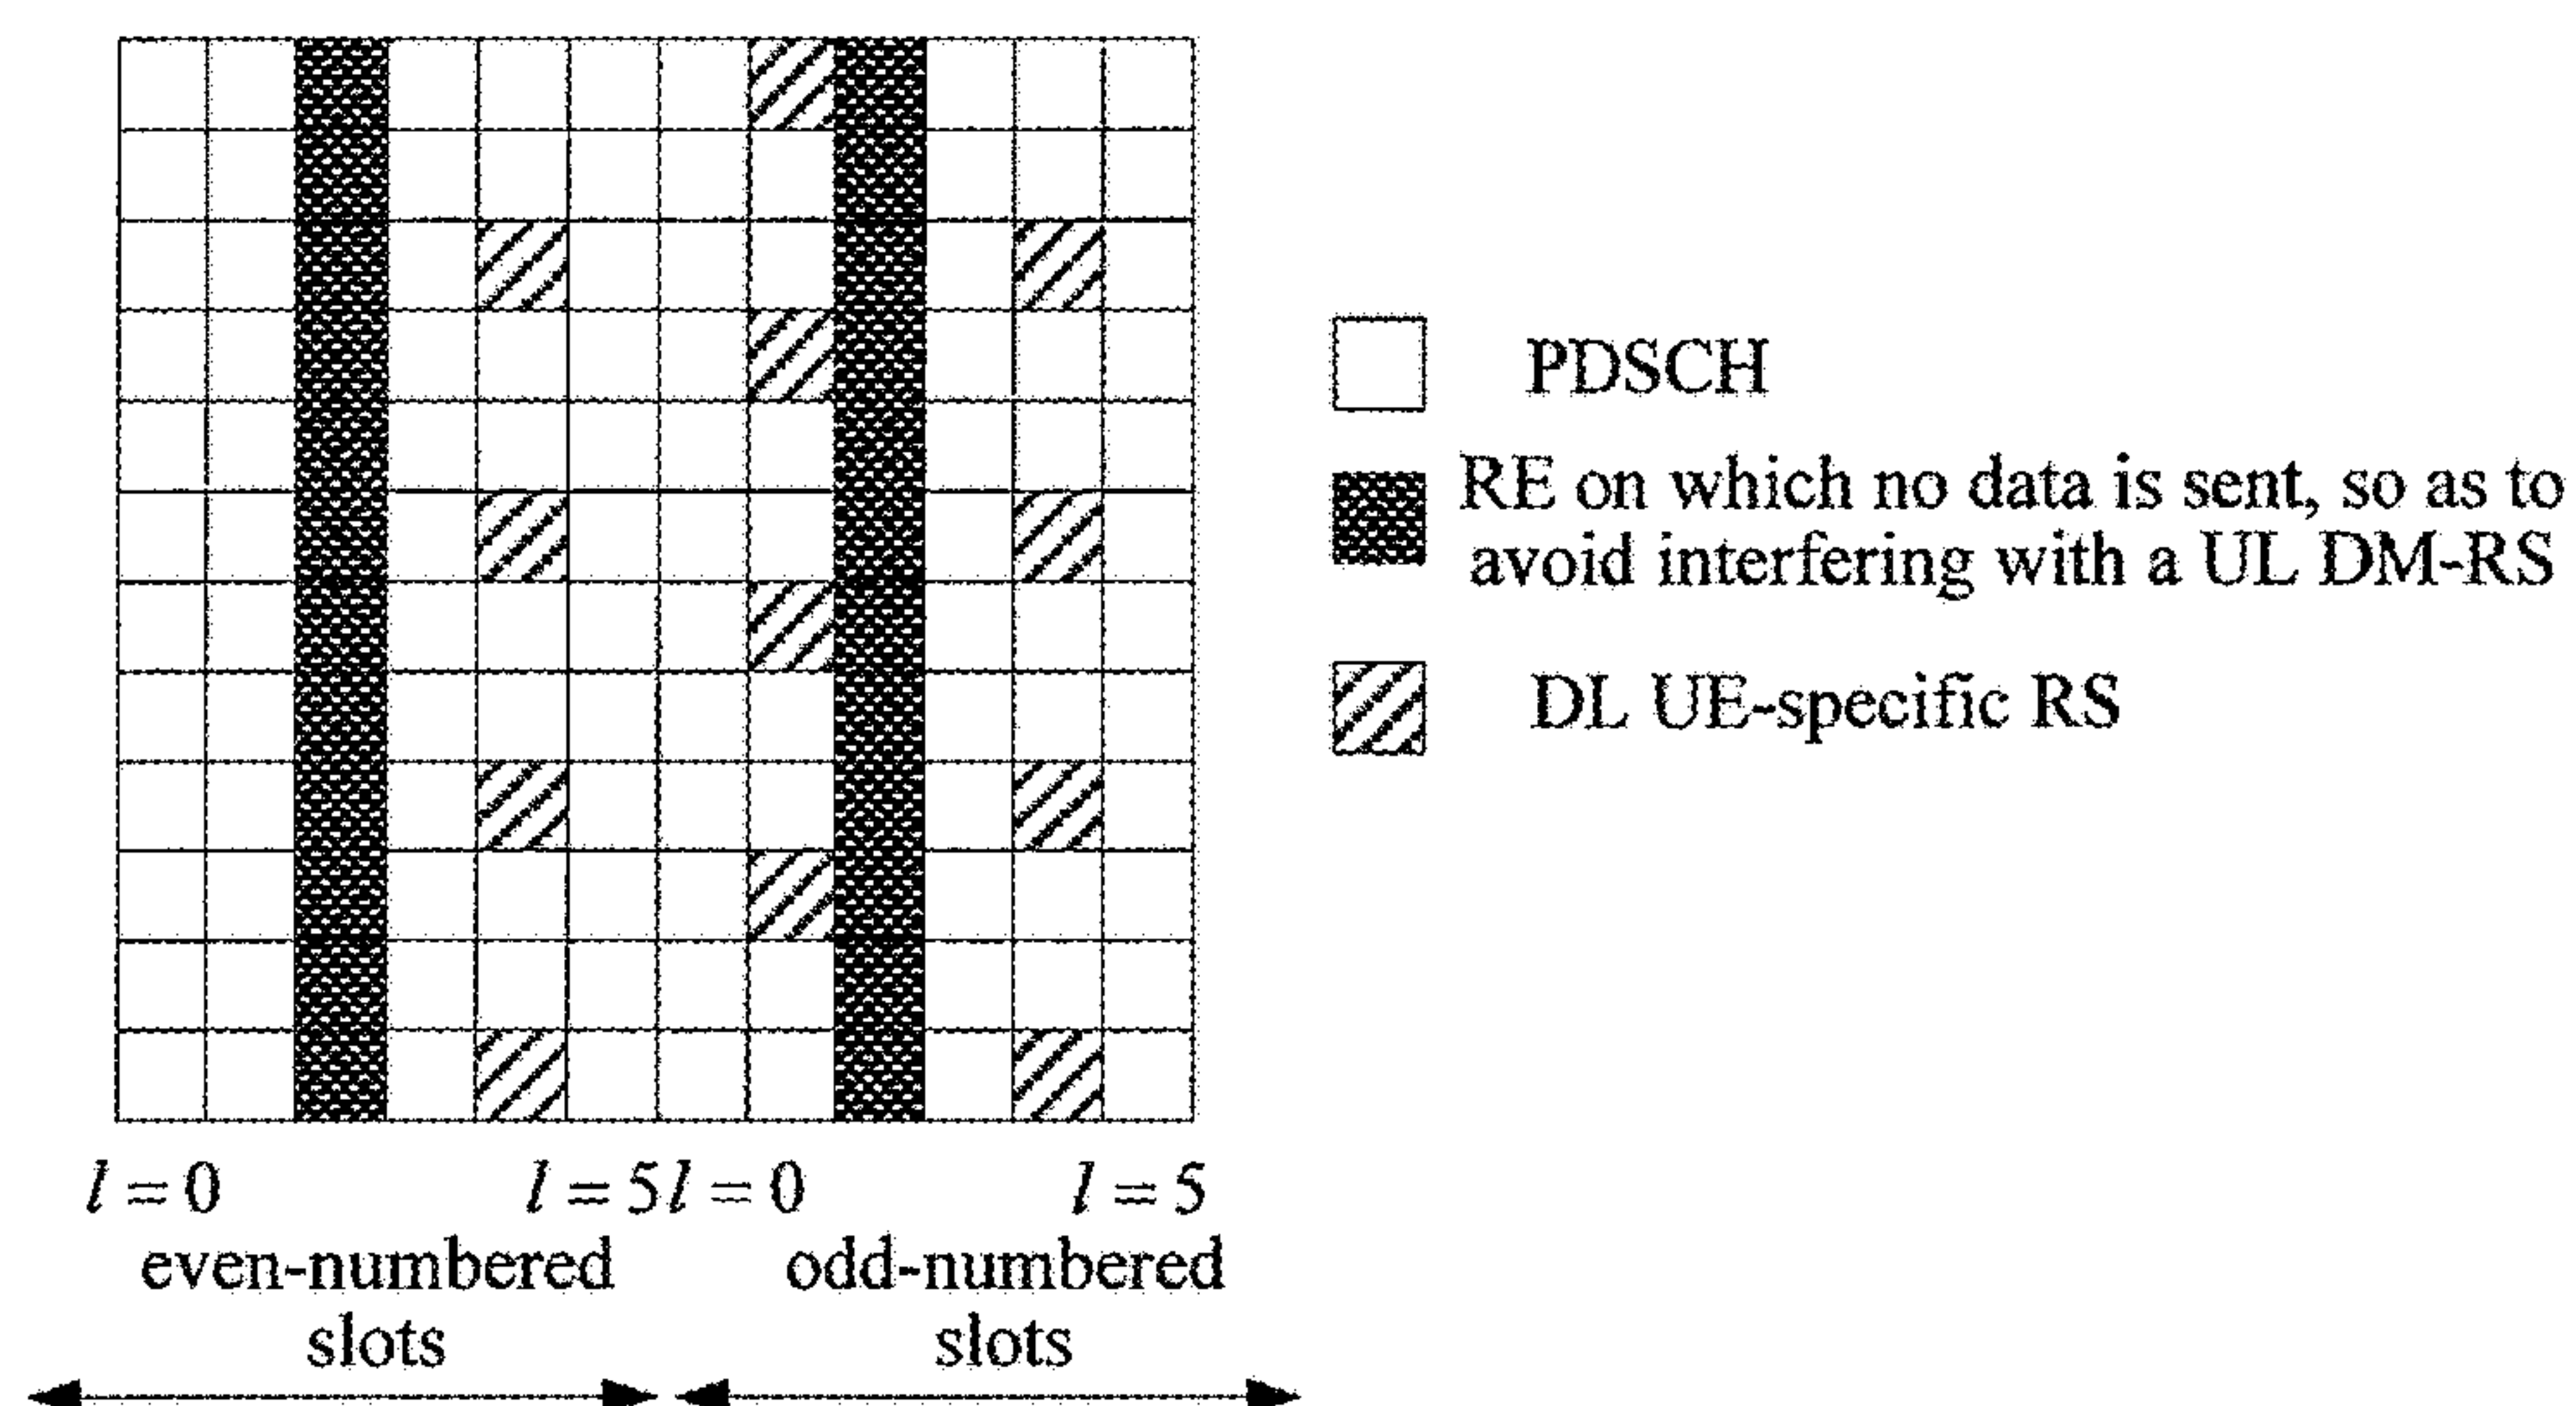 PDSCH
RE on which no data is sent, so as to
avoid interfering with a UL DM-RS
DL UE-specific RS
l = 0 l = 5 l = 0 l = 5
even-numbered odd-numbered
slots slots